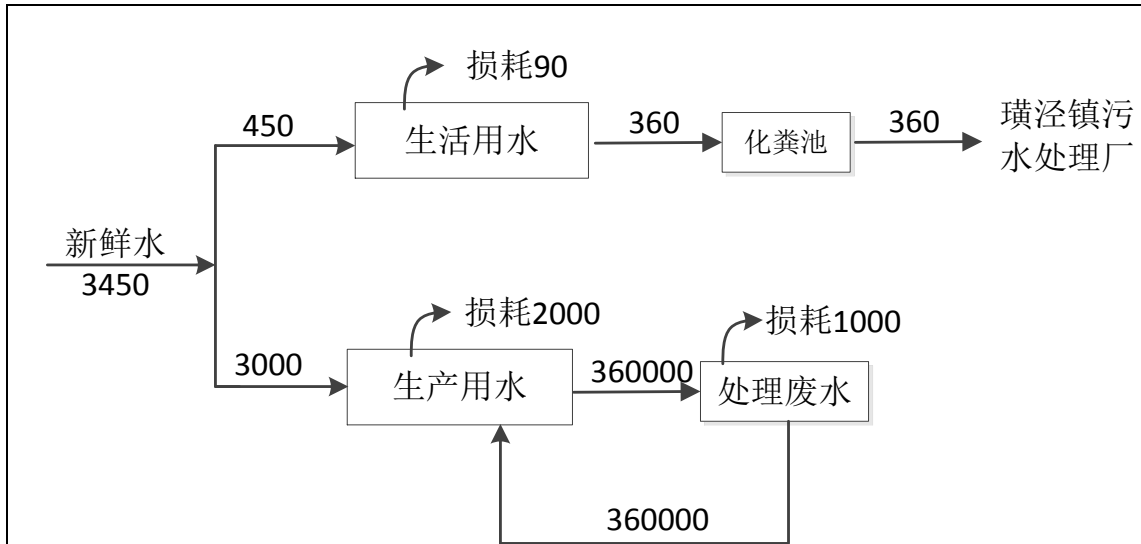 损耗90
450
生活用水
360
化粪池
360
璜泾镇污
水处理厂
新鲜水
3450
损耗2000
损耗1000
3000
生产用水
360000
处理废水
360000